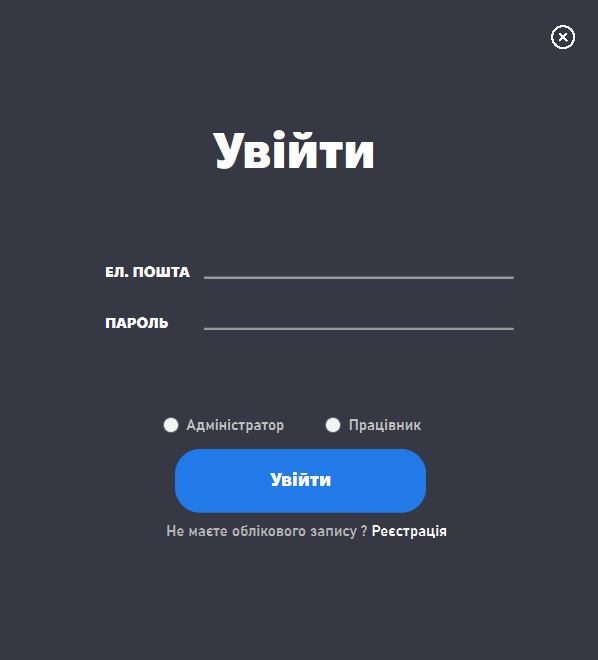 Увійти
ЕЛ. ПОШТА
ПАРОЛЬ
Адміністратор Працівник
Увійти
Не маєте облікового запису ? Реєстрація